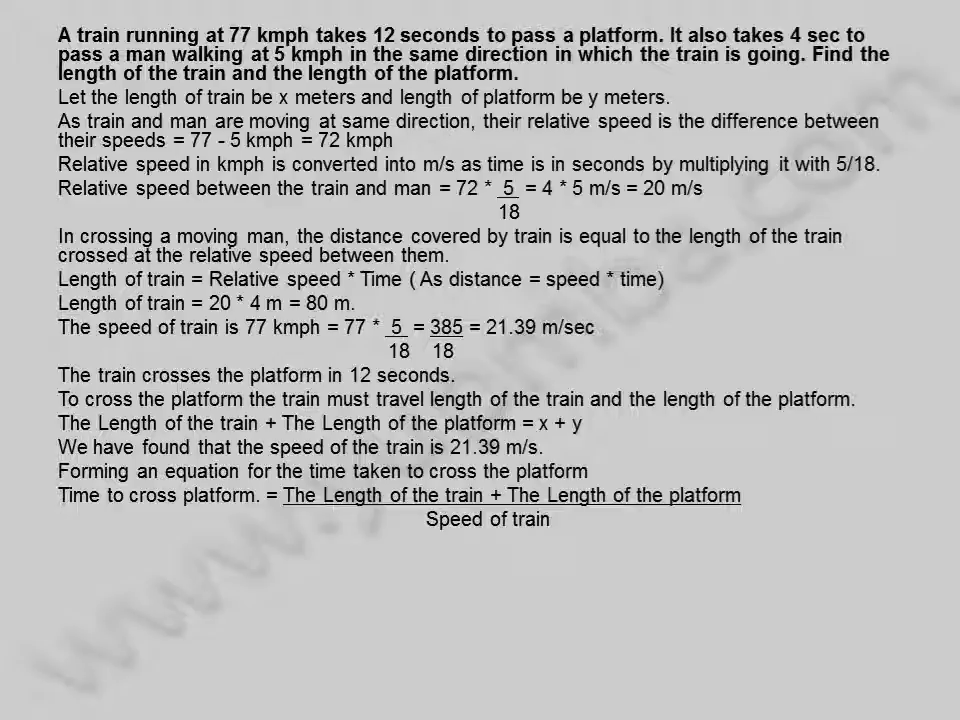 A train running at 77 kmph takes 12 seconds to pass a platform. It also takes 4 sec to
pass a man walking at 5 kmph in the same direction in which the train is going. Find the
length of the train and the length of the platform.
Let the length of train be x meters and length of platform be y meters.
As train and man are moving at same direction, their relative speed is the difference between
their speeds = 77 - 5 kmph = 72 kmph
Relative speed in kmph is converted into m/s as time is in seconds by multiplying it with 5/18.
Relative speed between the train and man = 72 * 5 = 4 * 5 m/s = 20 m/s
18
In crossing a moving man, the distance covered by train is equal to the length of the train
crossed at the relative speed between them.
Length of train = Relative speed * Time ( As distance = speed * time)
Length of train = 20 * 4 m = 80 m.
The speed of train is 77 kmph = 77 * 5 = 385 = 21.39 m/sec
18 18
The train crosses the platform in 12 seconds.
To cross the platform the train must travel length of the train and the length of the platform.
The Length of the train + The Length of the platform = x + y
We have found that the speed of the train is 21.39 m/s.
Forming an equation for the time taken to cross the platform
Time to cross platform. = The Length of the train + The Length of the platform
Speed of train